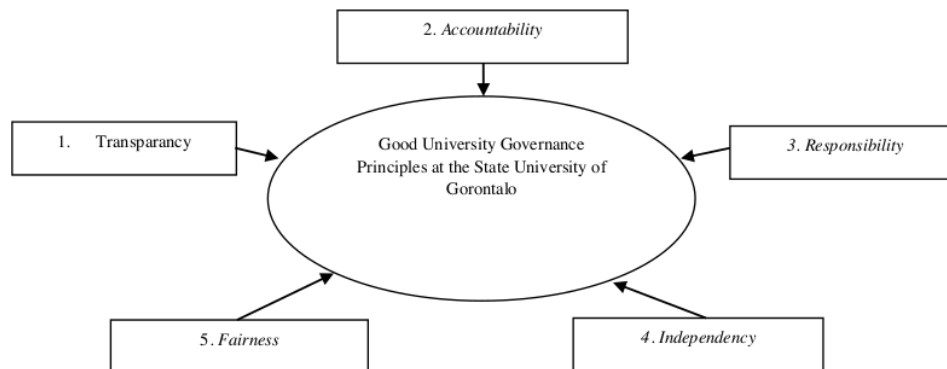 2. Accountability
1. Transparancy
Good University Governance
Principles at the State University of
Gorontalo
3. Responsibility
5. Fairness
4. Independency